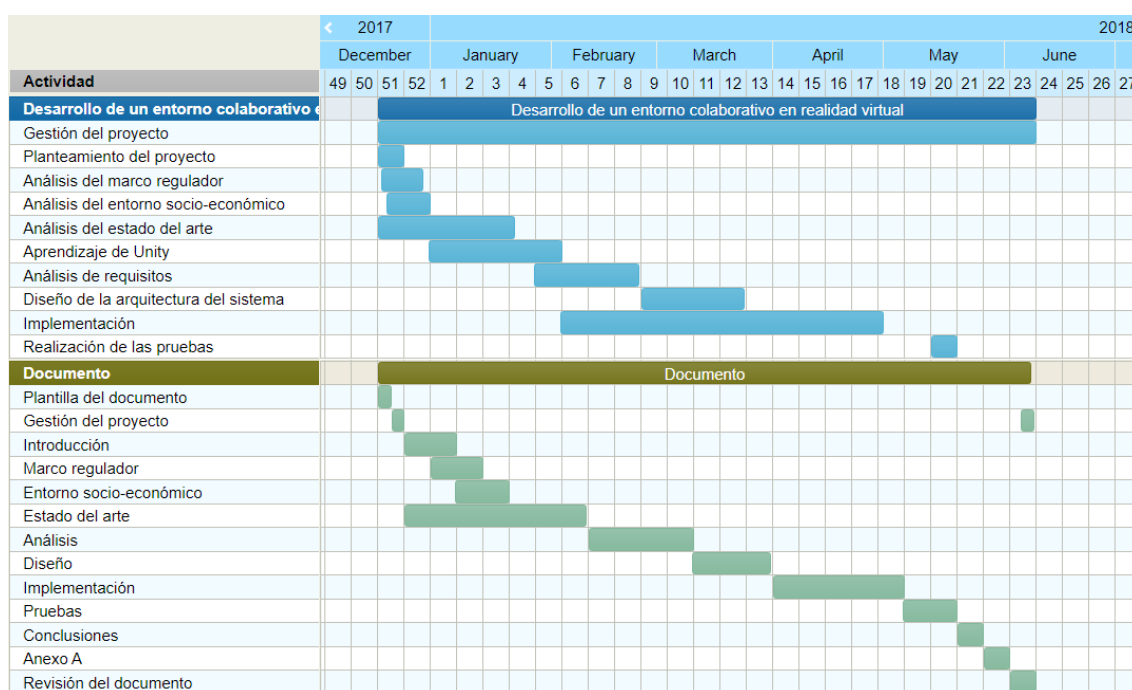 2017 2018
December January February March April May June
Actividad 49 50 51 52 1 2 3 4 5 6 7 8 9 10 11 12 13 14 15 16 17 18 19 20 21 22 23 24 25 26 27
Desarrollo de un entorno colaborativo e Desarrollo de un entorno colaborativo en realidad virtual
Gestión del proyecto
Planteamiento del proyecto
Análisis del marco regulador
Análisis del entorno socio-económico
Análisis del estado del arte
Aprendizaje de Unity
Análisis de requisitos
Diseño de la arquitectura del sistema
Implementación
Realización de las pruebas
Documento Documento
Plantilla del documento
Gestión del proyecto
Introducción
Marco regulador
Entorno socio-económico
Estado del arte
Análisis
Diseño
Implementación
Pruebas
Conclusiones
Anexo A
Revisión del documento